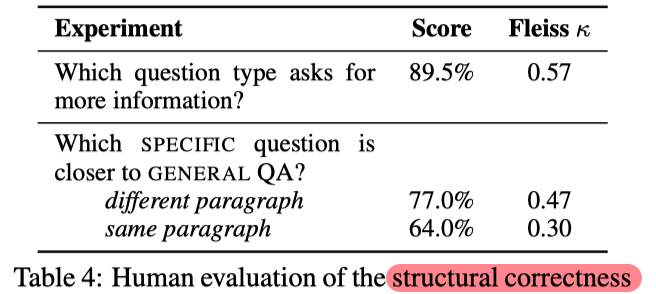 Experiment Score Fleiss κ
Which question type asks for 89.5% 0.57
more information?
Which SPECIFIC question is
closer to GENERAL QA?
different paragraph 77.0% 0.47
same paragraph 64.0% 0.30
Table 4: Human evaluation of the structural correctness